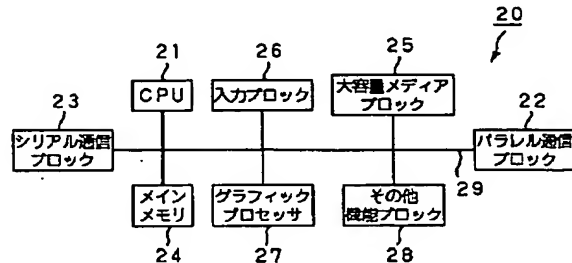 20
21
26
25
23
CPU
入力ブロック
大容量メディア
ブロック
22
シリアル通信
ブロック
パラレル通信
ブロック
29
メイン
メモリ
グラフィック
プロセッサ
その他
機能ブロック
24
27
28